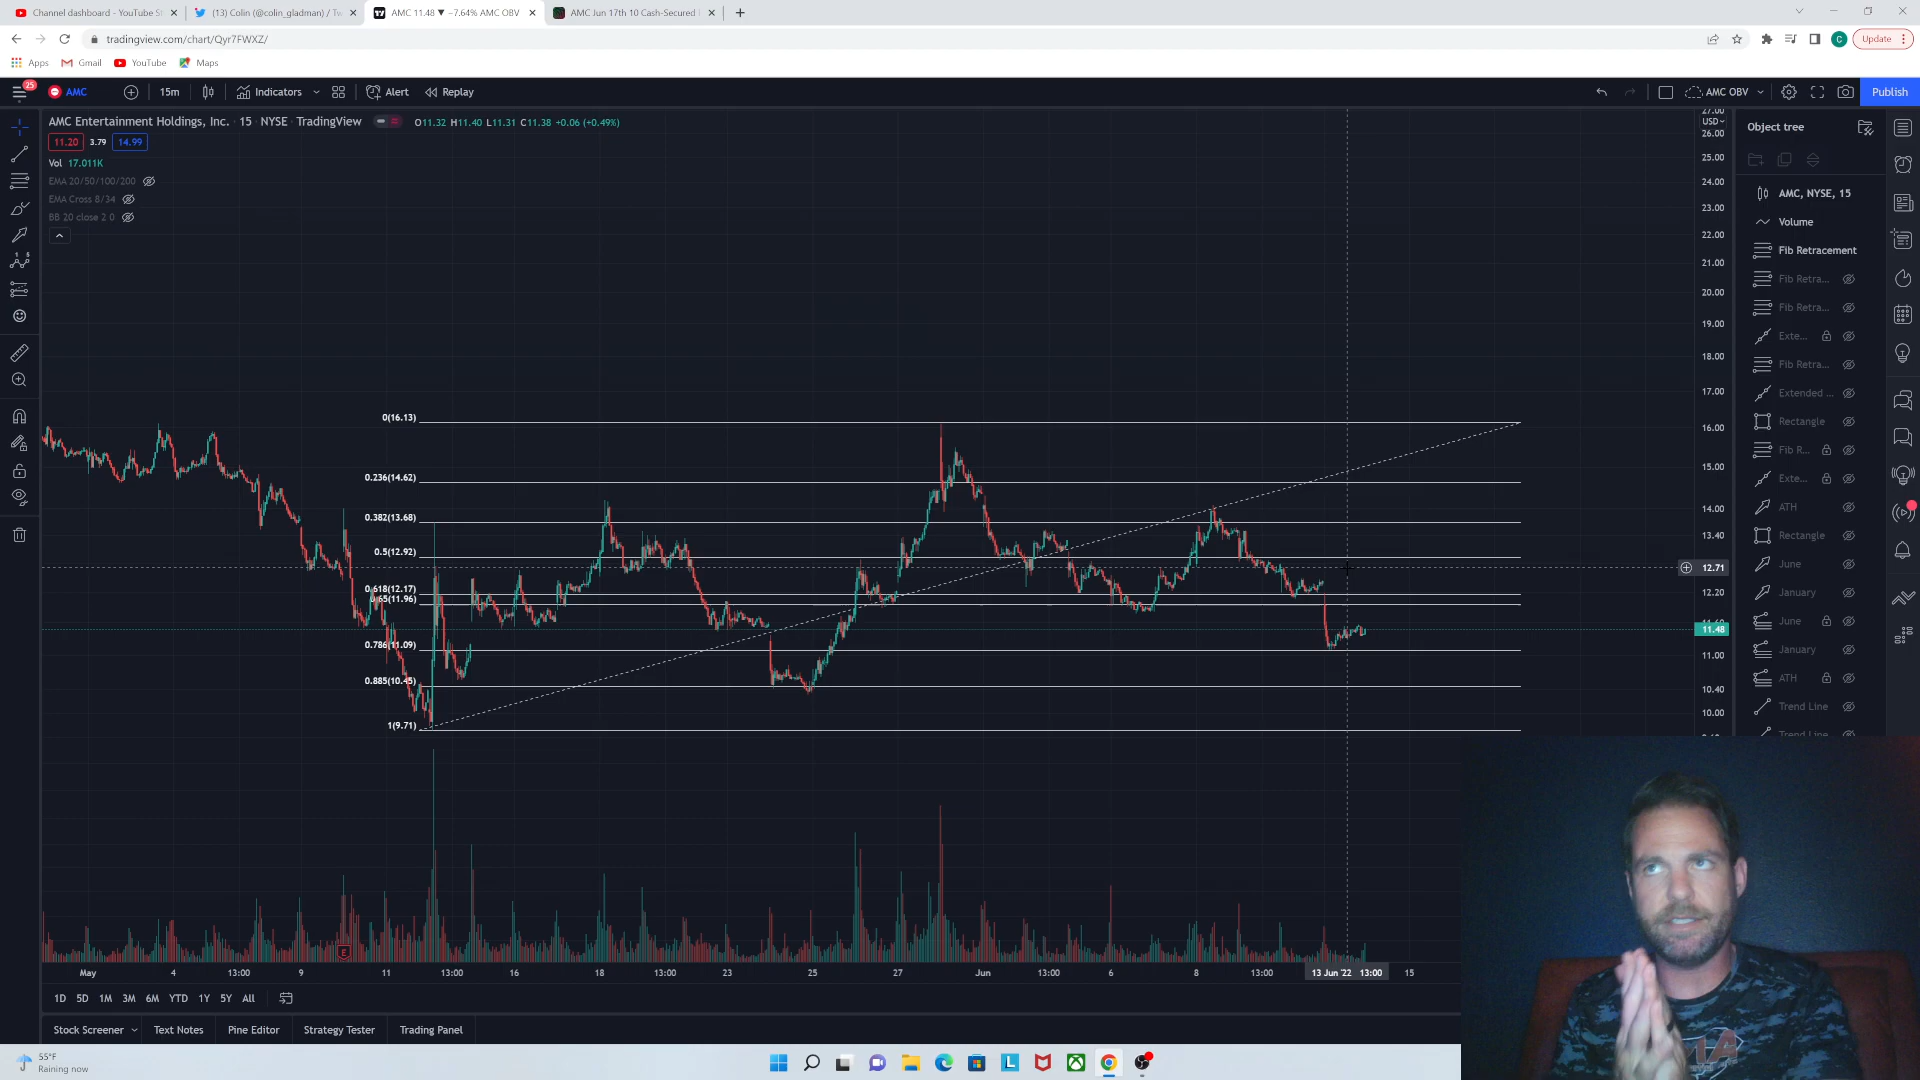 Channel dashboard - YouTube St
(13) Colin (@colin_gladman) / Tw
AMC 11.48 ▼ −7.64% AMC OBV
AMC Jun 17th 10 Cash-Secured
tradingview.com/chart/Qyr7FWXZ/
C
Update
Apps
Gmail
YouTube
Maps
25
AMC
15m
Indicators
Alert
Replay
AMC OBV
Publish
AMC Entertainment Holdings, Inc. · 15 · NYSE · TradingView
O11.32 H11.40 L11.31 C11.38 +0.06 (+0.49%)
11.20 3.79 14.99
Vol 17.011K
EMA 20/50/100/200
EMA Cross 8/34
BB 20 close 2 0
27.00
USD
26.00
25.00
24.00
23.00
22.00
21.00
20.00
19.00
18.00
17.00
16.00
15.00
14.00
13.40
12.71
12.20
11.48
11.00
10.40
10.00
0(16.13)
0.236(14.62)
0.382(13.68)
0.5(12.92)
0.618(12.17)
0.65(11.96)
0.786(11.09)
0.885(10.45)
1(9.71)
E
May
4
13:00
9
11
13:00
16
18
13:00
23
25
27
Jun
13:00
6
8
13:00
13 Jun '22 13:00
15
Object tree
AMC, NYSE, 15
Volume
Fib Retracement
Fib Retra...
Fib Retra...
Exte...
Fib Retra...
Extended ...
Rectangle
Fib R...
Exte...
ATH
Rectangle
June
January
June
January
ATH
Trend Line
Trend Line
1D
5D
1M
3M
6M
YTD
1Y
5Y
All
Stock Screener
Text Notes
Pine Editor
Strategy Tester
Trading Panel
55°F
Raining now